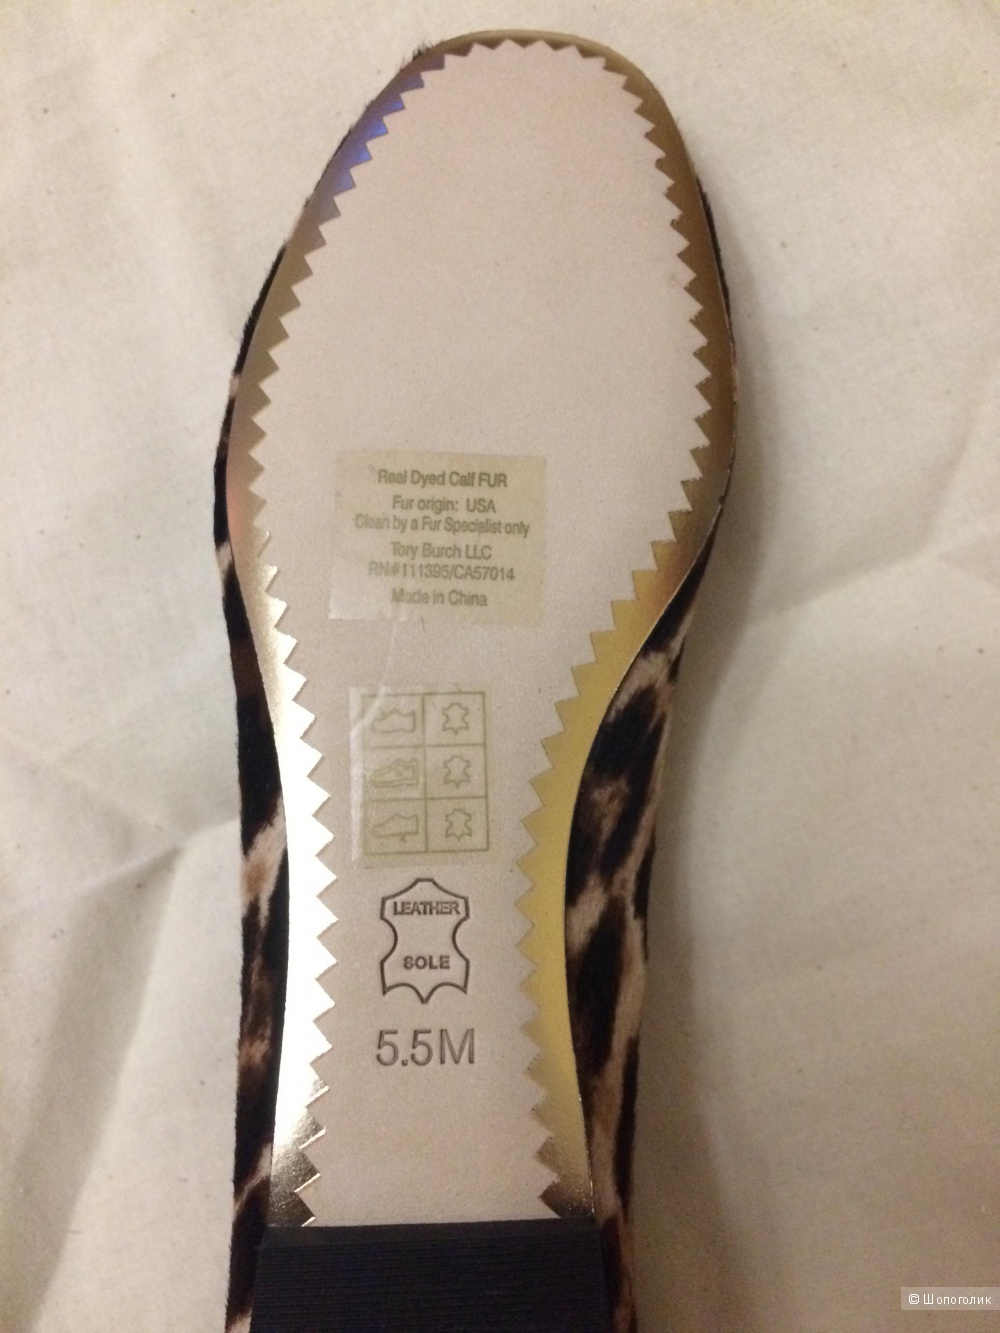 Real Dyed Calf FUR
Fur origin: USA
Clean by a Fur Specialist only
Tory Burch LLC
RN#111395/CA57014
Made in China
LEATHER
SOLE
5.5M
© Шопоголик